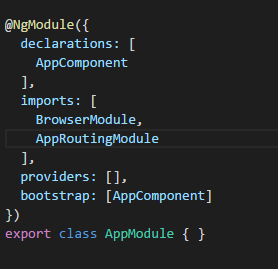 @NgModule({
  declarations: [
    AppComponent
  ],
  imports: [
    BrowserModule,
    AppRoutingModule
  ],
  providers: [],
  bootstrap: [AppComponent]
})
export class AppModule { }